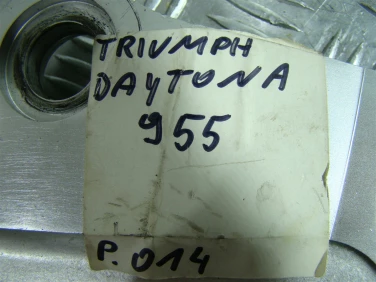 TRIUMPH
DAYTONA
955
P.014